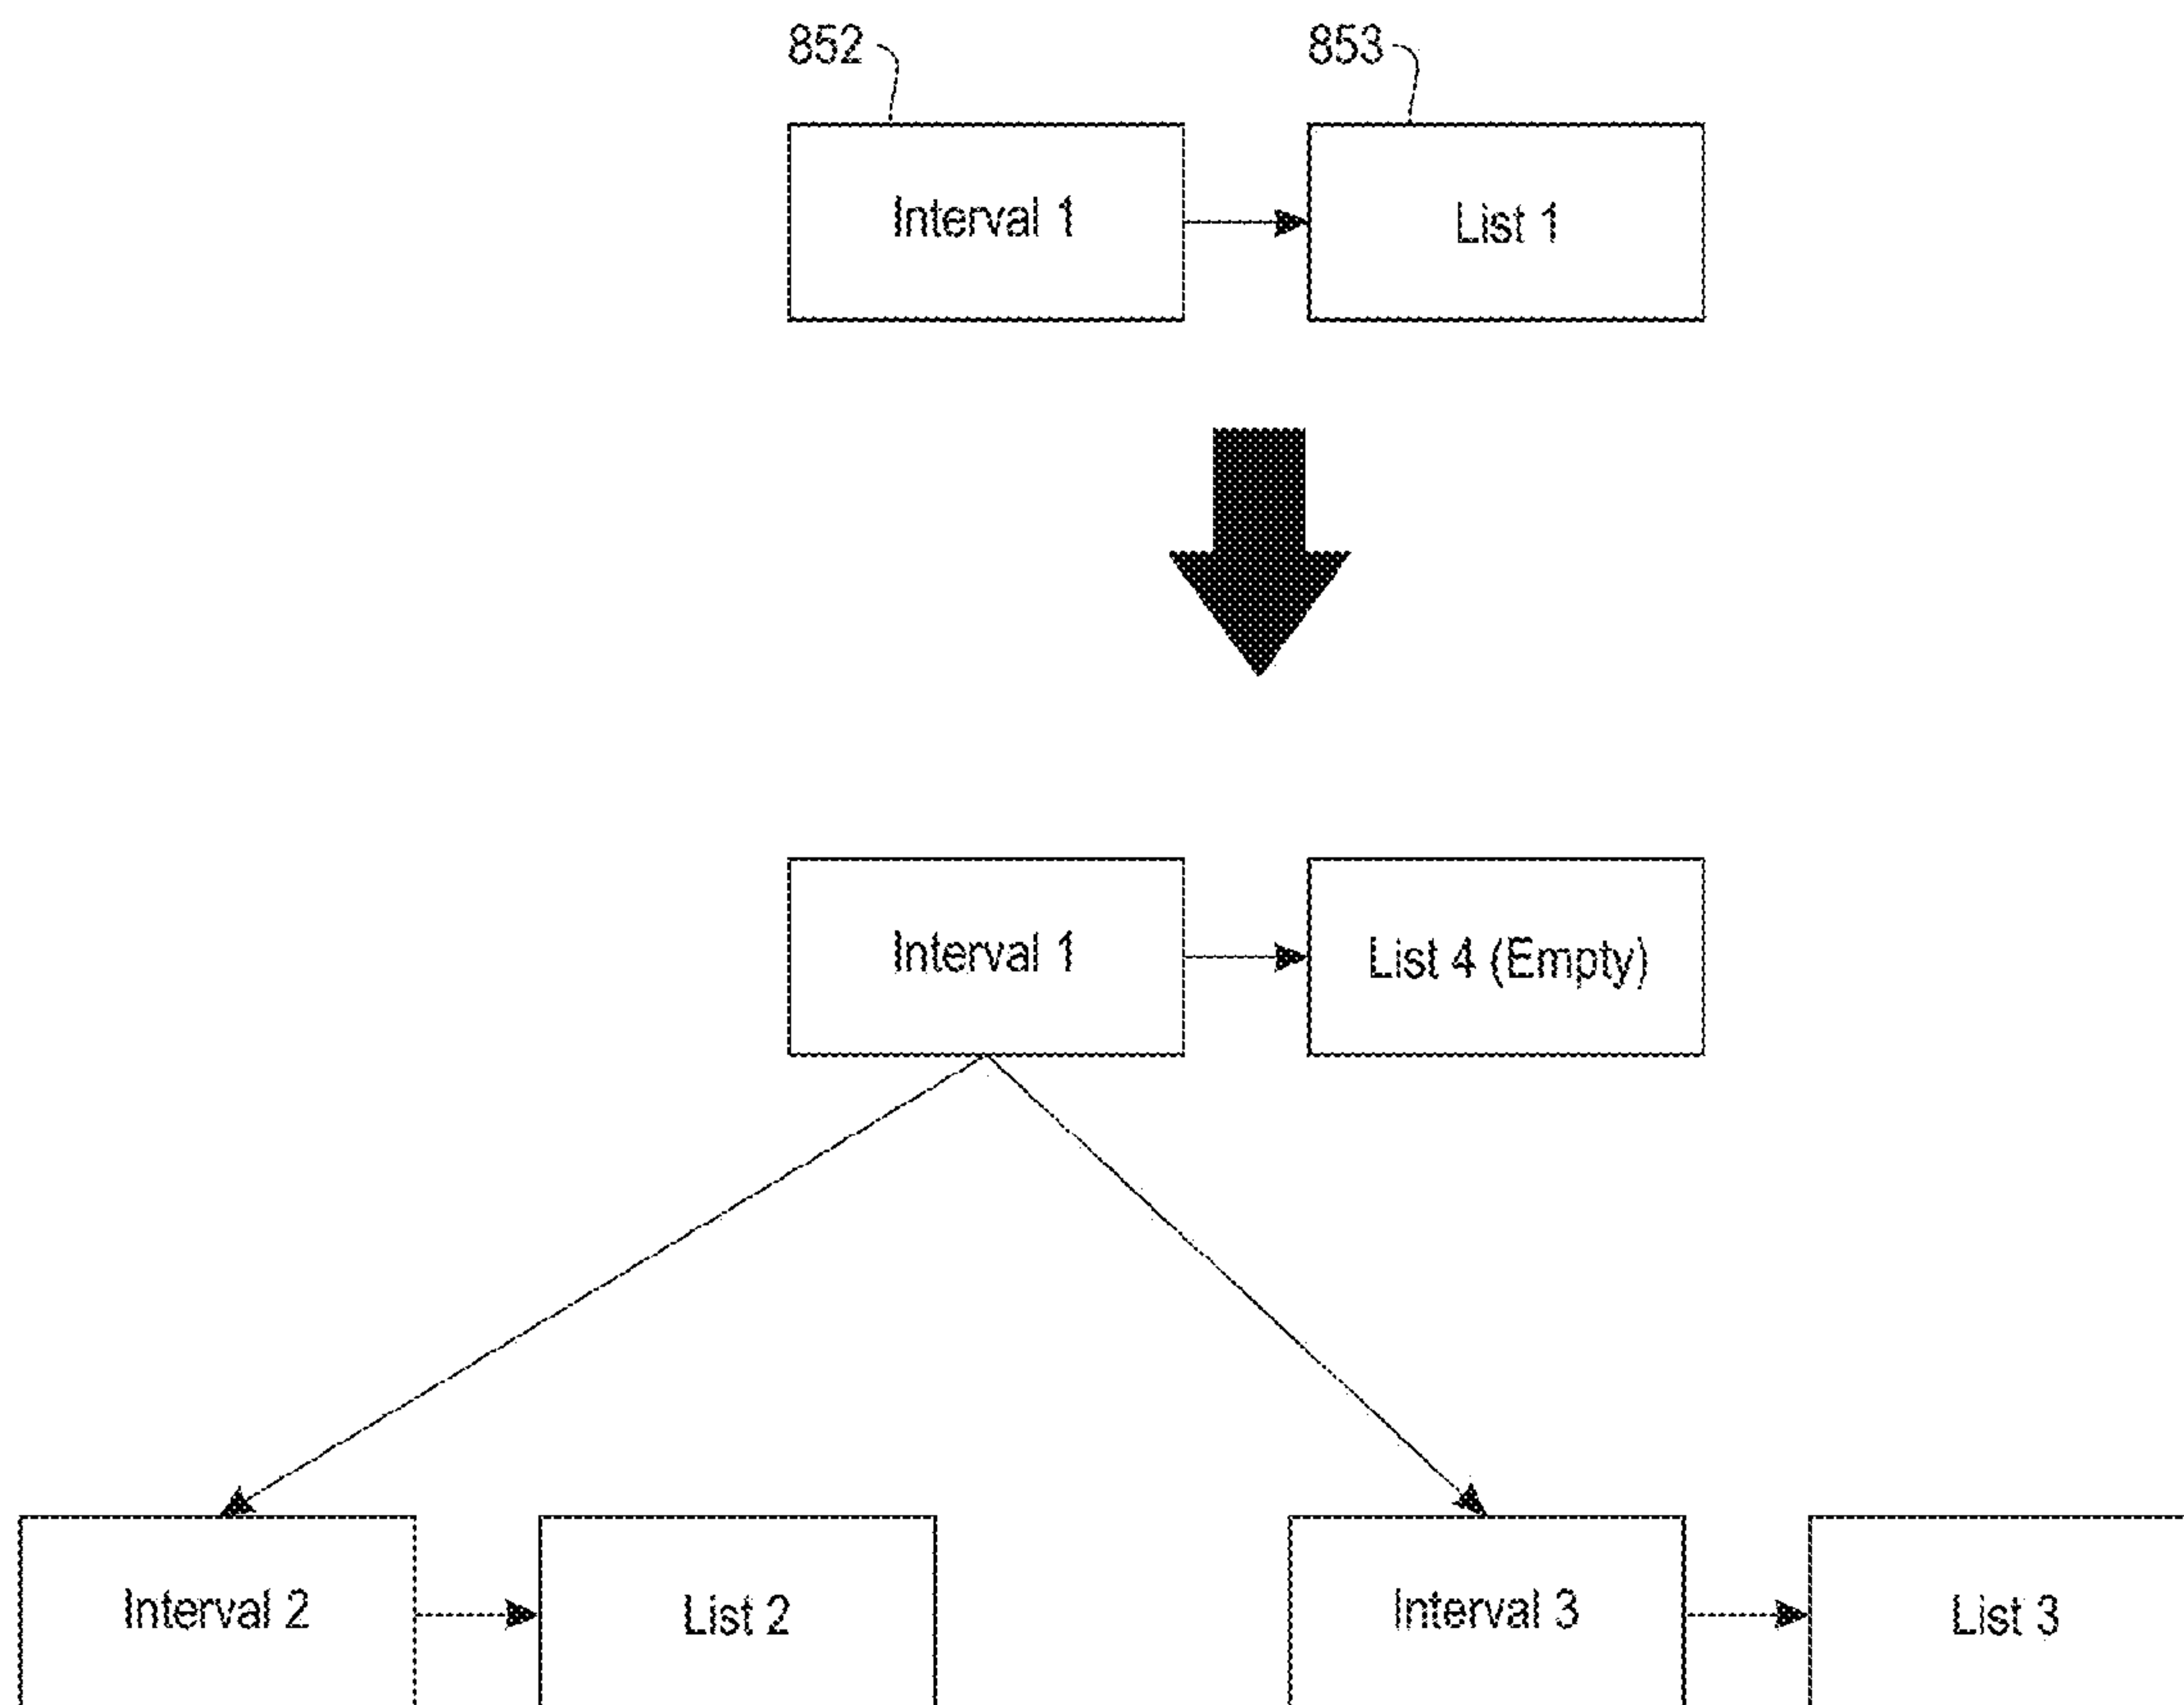 852
853
Interval 1
List 1
Interval 1
List 4 (Empty)
Interval 2
List 2
Interval 3
List 3